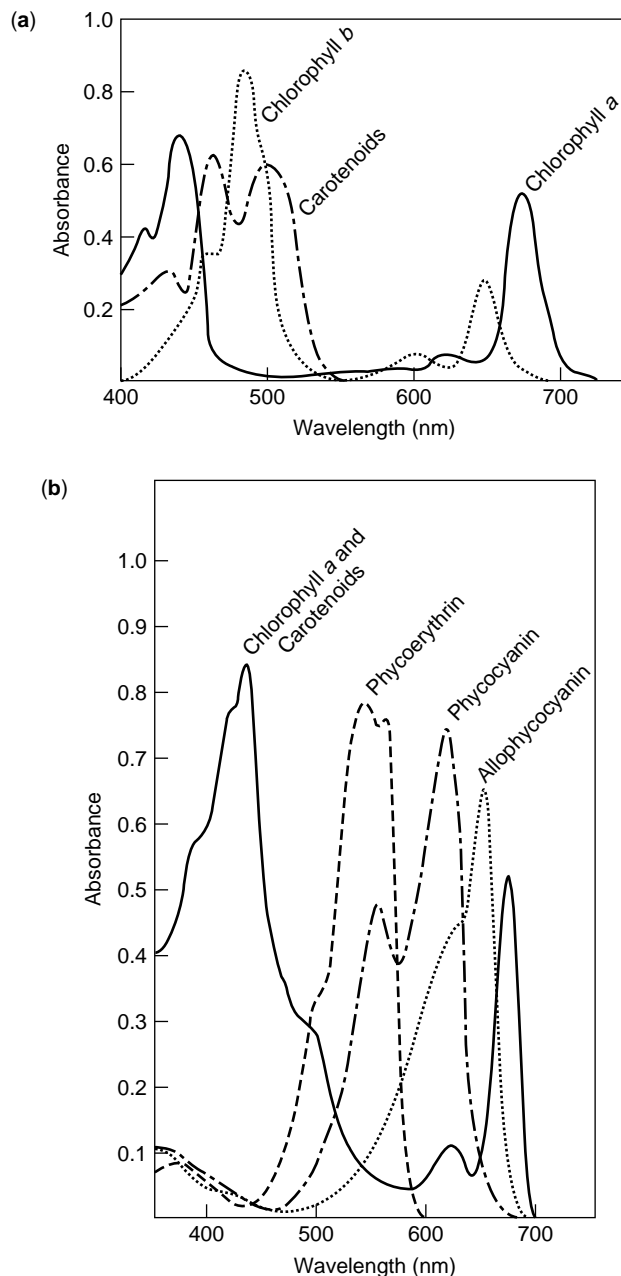 (a)
1.0
0.8
0.6
0.4
0.2
Absorbance
Chlorophyll b
Carotenoids
Chlorophyll a
400
500
600
700
Wavelength (nm)
(b)
1.0
0.9
0.8
0.7
0.6
0.5
0.4
0.3
0.2
0.1
Absorbance
Chlorophyll a and
Carotenoids
Phycoerythrin
Phycocyanin
Allophycocyanin
400
500
600
700
Wavelength (nm)